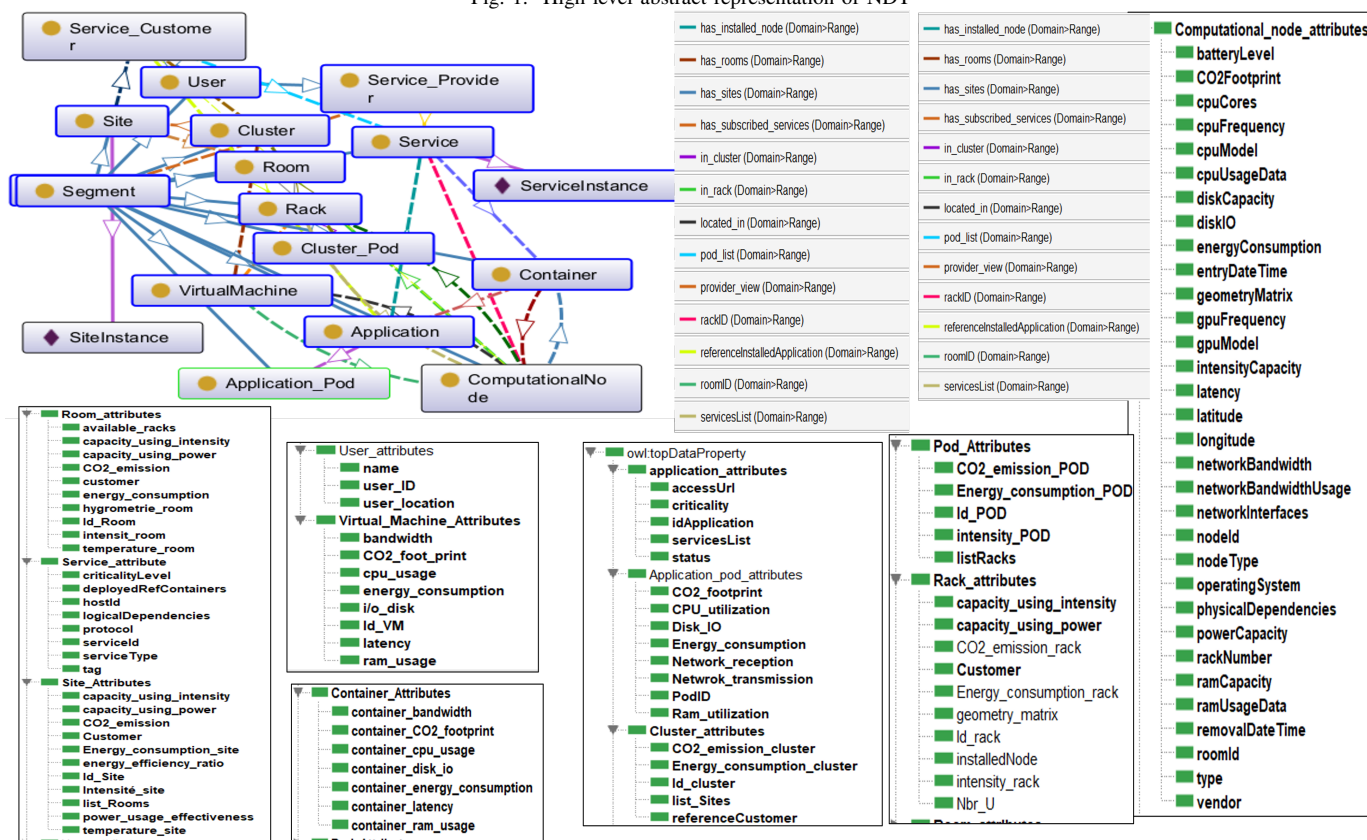 Fig. 1. High level abstract representation of NDT
Service_Custome
r
User
Service_Provide
r
Site
Cluster
Service
Room
Segment
ServiceInstance
Rack
Cluster_Pod
Container
VirtualMachine
Application
SiteInstance
Application_Pod
ComputationalNo
de
has_installed_node (Domain>Range)
has_rooms (Domain>Range)
has_sites (Domain>Range)
has_subscribed_services (Domain>Range)
in_cluster (Domain>Range)
in_rack (Domain>Range)
located_in (Domain>Range)
pod_list (Domain>Range)
provider_view (Domain>Range)
rackID (Domain>Range)
referenceInstalledApplication (Domain>Range)
roomID (Domain>Range)
servicesList (Domain>Range)
has_installed_node (Domain>Range)
has_rooms (Domain>Range)
has_sites (Domain>Range)
has_subscribed_services (Domain>Range)
in_cluster (Domain>Range)
in_rack (Domain>Range)
located_in (Domain>Range)
pod_list (Domain>Range)
provider_view (Domain>Range)
rackID (Domain>Range)
referenceInstalledApplication (Domain>Range)
roomID (Domain>Range)
servicesList (Domain>Range)
Computational_node_attributes
batteryLevel
CO2Footprint
cpuCores
cpuFrequency
cpuModel
cpuUsageData
diskCapacity
diskIO
energyConsumption
entryDateTime
geometryMatrix
gpuFrequency
gpuModel
intensityCapacity
latency
latitude
longitude
networkBandwidth
networkBandwidthUsage
networkInterfaces
nodeId
nodeType
operatingSystem
physicalDependencies
powerCapacity
rackNumber
ramCapacity
ramUsageData
removalDateTime
roomId
type
vendor
Room_attributes
available_racks
capacity_using_intensity
capacity_using_power
CO2_emission
customer
energy_consumption
hygrometrie_room
Id_Room
intensit_room
temperature_room
Service_attribute
criticalityLevel
deployedRefContainers
hostId
logicalDependencies
protocol
serviceId
serviceType
tag
Site_Attributes
capacity_using_intensity
capacity_using_power
CO2_emission
Customer
Energy_consumption_site
energy_efficiency_ratio
Id_Site
Intensité_site
list_Rooms
power_usage_effectiveness
temperature_site
User_attributes
name
user_ID
user_location
Virtual_Machine_Attributes
bandwidth
CO2_foot_print
cpu_usage
energy_consumption
i/o_disk
Id_VM
latency
ram_usage
Container_Attributes
container_bandwidth
container_CO2_footprint
container_cpu_usage
container_disk_io
container_energy_consumption
container_latency
container_ram_usage
owl:topDataProperty
application_attributes
accessUrl
criticality
idApplication
servicesList
status
Application_pod_attributes
CO2_footprint
CPU_utilization
Disk_IO
Energy_consumption
Network_reception
Netwrok_transmission
PodID
Ram_utilization
Cluster_attributes
CO2_emission_cluster
Energy_consumption_cluster
Id_cluster
list_Sites
referenceCustomer
Pod_Attributes
CO2_emission_POD
Energy_consumption_POD
Id_POD
intensity_POD
listRacks
Rack_attributes
capacity_using_intensity
capacity_using_power
CO2_emission_rack
Customer
Energy_consumption_rack
geometry_matrix
Id_rack
installedNode
intensity_rack
Nbr_U